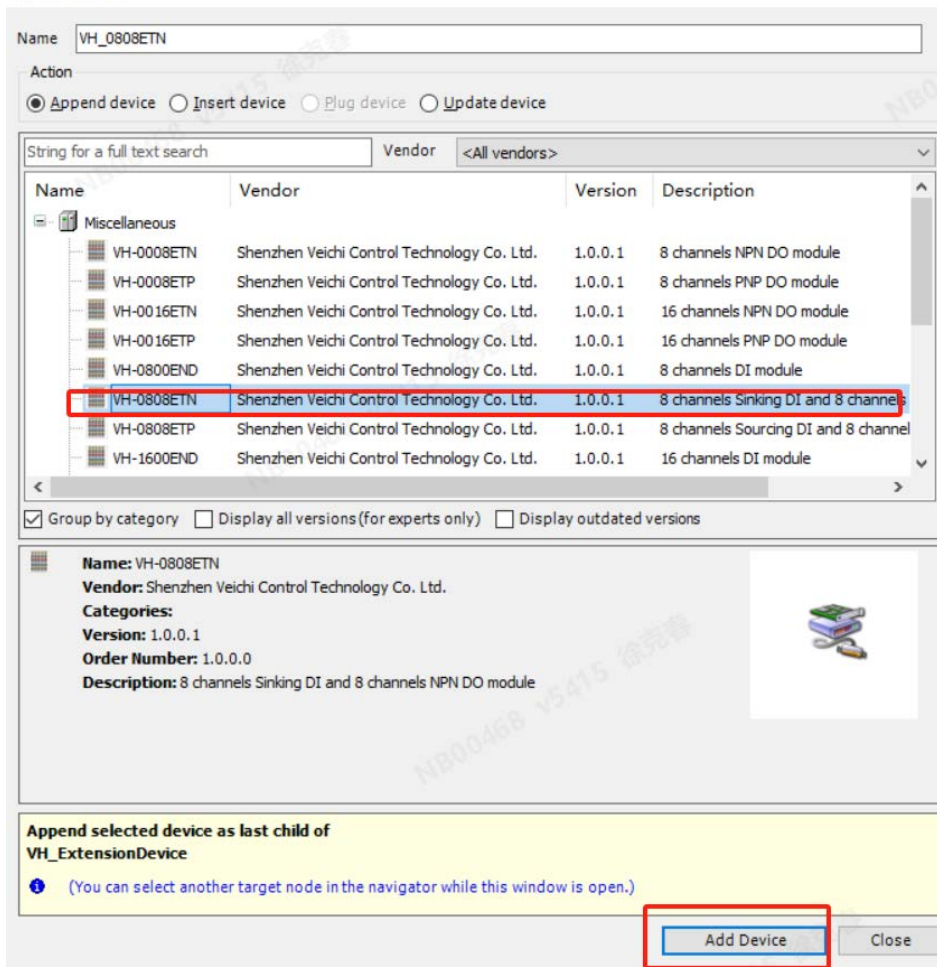 Name VH_0808ETN
Action
Append device Insert device Plug device Update device
String for a full text search Vendor <All vendors>
Name Vendor Version Description
Miscellaneous
VH-0008ETN Shenzhen Veichi Control Technology Co. Ltd. 1.0.0.1 8 channels NPN DO module
VH-0008ETP Shenzhen Veichi Control Technology Co. Ltd. 1.0.0.1 8 channels PNP DO module
VH-0016ETN Shenzhen Veichi Control Technology Co. Ltd. 1.0.0.1 16 channels NPN DO module
VH-0016ETP Shenzhen Veichi Control Technology Co. Ltd. 1.0.0.1 16 channels PNP DO module
VH-0800END Shenzhen Veichi Control Technology Co. Ltd. 1.0.0.1 8 channels DI module
VH-0808ETN Shenzhen Veichi Control Technology Co. Ltd. 1.0.0.1 8 channels Sinking DI and 8 channels
VH-0808ETP Shenzhen Veichi Control Technology Co. Ltd. 1.0.0.1 8 channels Sourcing DI and 8 channel
VH-1600END Shenzhen Veichi Control Technology Co. Ltd. 1.0.0.1 16 channels DI module
Group by category Display all versions(for experts only) Display outdated versions
Name: VH-0808ETN
Vendor: Shenzhen Veichi Control Technology Co. Ltd.
Categories:
Version: 1.0.0.1
Order Number: 1.0.0.0
Description: 8 channels Sinking DI and 8 channels NPN DO module
NB00468 v5415
Append selected device as last child of
VH_ExtensionDevice
(You can select another target node in the navigator while this window is open.)
Add Device Close